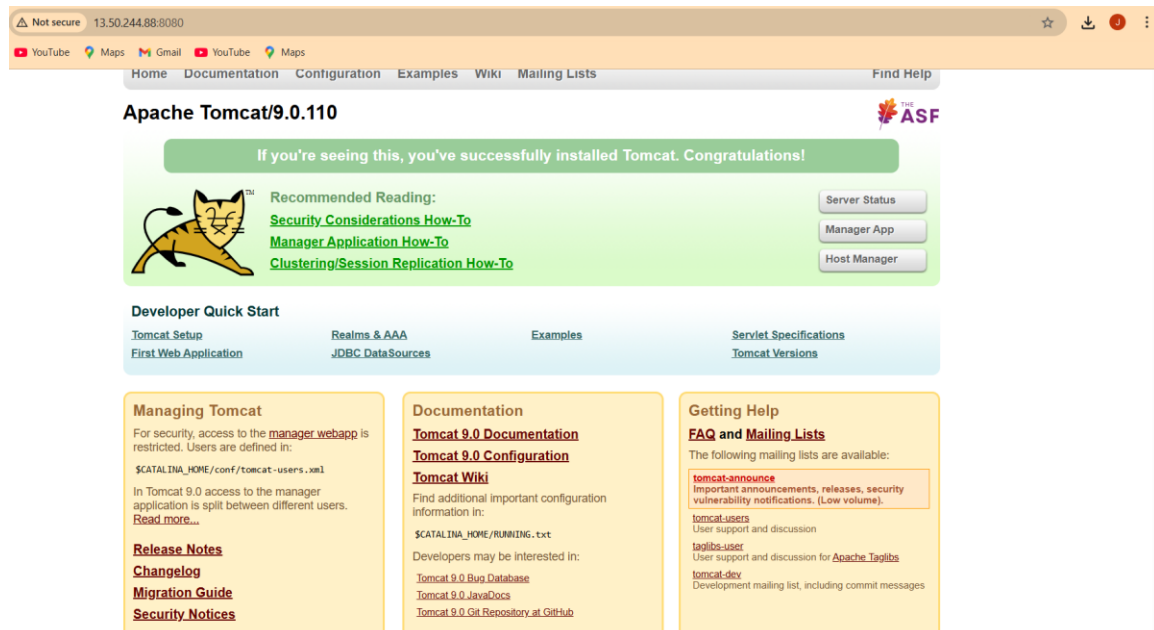 Not secure 13.50.244.88:8080
J
YouTube Maps Gmail YouTube Maps
Home Documentation Configuration Examples Wiki Mailing Lists Find Help
Apache Tomcat/9.0.110
THE
ASF
If you're seeing this, you've successfully installed Tomcat. Congratulations!
TM
Recommended Reading:
Security Considerations How-To
Manager Application How-To
Clustering/Session Replication How-To
Server Status
Manager App
Host Manager
Developer Quick Start
Tomcat Setup
First Web Application
Realms & AAA
JDBC DataSources
Examples
Servlet Specifications
Tomcat Versions
Managing Tomcat
For security, access to the manager webapp is
restricted. Users are defined in:
$CATALINA_HOME/conf/tomcat-users.xml
In Tomcat 9.0 access to the manager
application is split between different users.
Read more...
Release Notes
Changelog
Migration Guide
Security Notices
Documentation
Tomcat 9.0 Documentation
Tomcat 9.0 Configuration
Tomcat Wiki
Find additional important configuration
information in:
$CATALINA_HOME/RUNNING.txt
Developers may be interested in:
Tomcat 9.0 Bug Database
Tomcat 9.0 JavaDocs
Tomcat 9.0 Git Repository at GitHub
Getting Help
FAQ and Mailing Lists
The following mailing lists are available:
tomcat-announce
Important announcements, releases, security
vulnerability notifications. (Low volume).
tomcat-users
User support and discussion
taglibs-user
User support and discussion for Apache Taglibs
tomcat-dev
Development mailing list, including commit messages